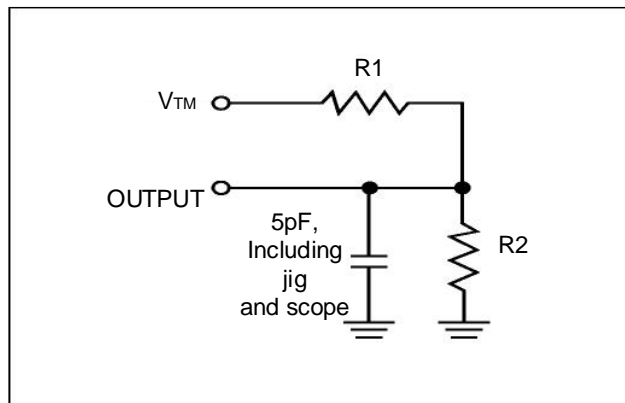 R1
VTM
OUTPUT
5pF,
Including
jig
and scope
R2